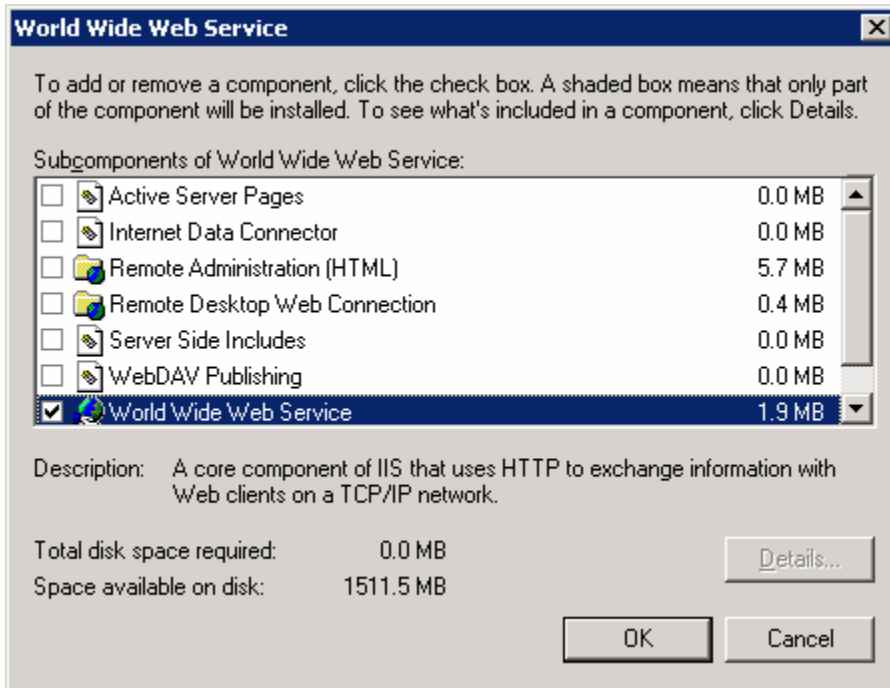 World Wide Web Service
To add or remove a component, click the check box. A shaded box means that only part
of the component will be installed. To see what's included in a component, click Details.
Subcomponents of World Wide Web Service:
Active Server Pages 0.0 MB
Internet Data Connector 0.0 MB
Remote Administration (HTML) 5.7 MB
Remote Desktop Web Connection 0.4 MB
Server Side Includes 0.0 MB
WebDAV Publishing 0.0 MB
World Wide Web Service 1.9 MB
Description: A core component of IIS that uses HTTP to exchange information with
Web clients on a TCP/IP network.
Total disk space required: 0.0 MB
Details...
Space available on disk: 1511.5 MB
OK Cancel